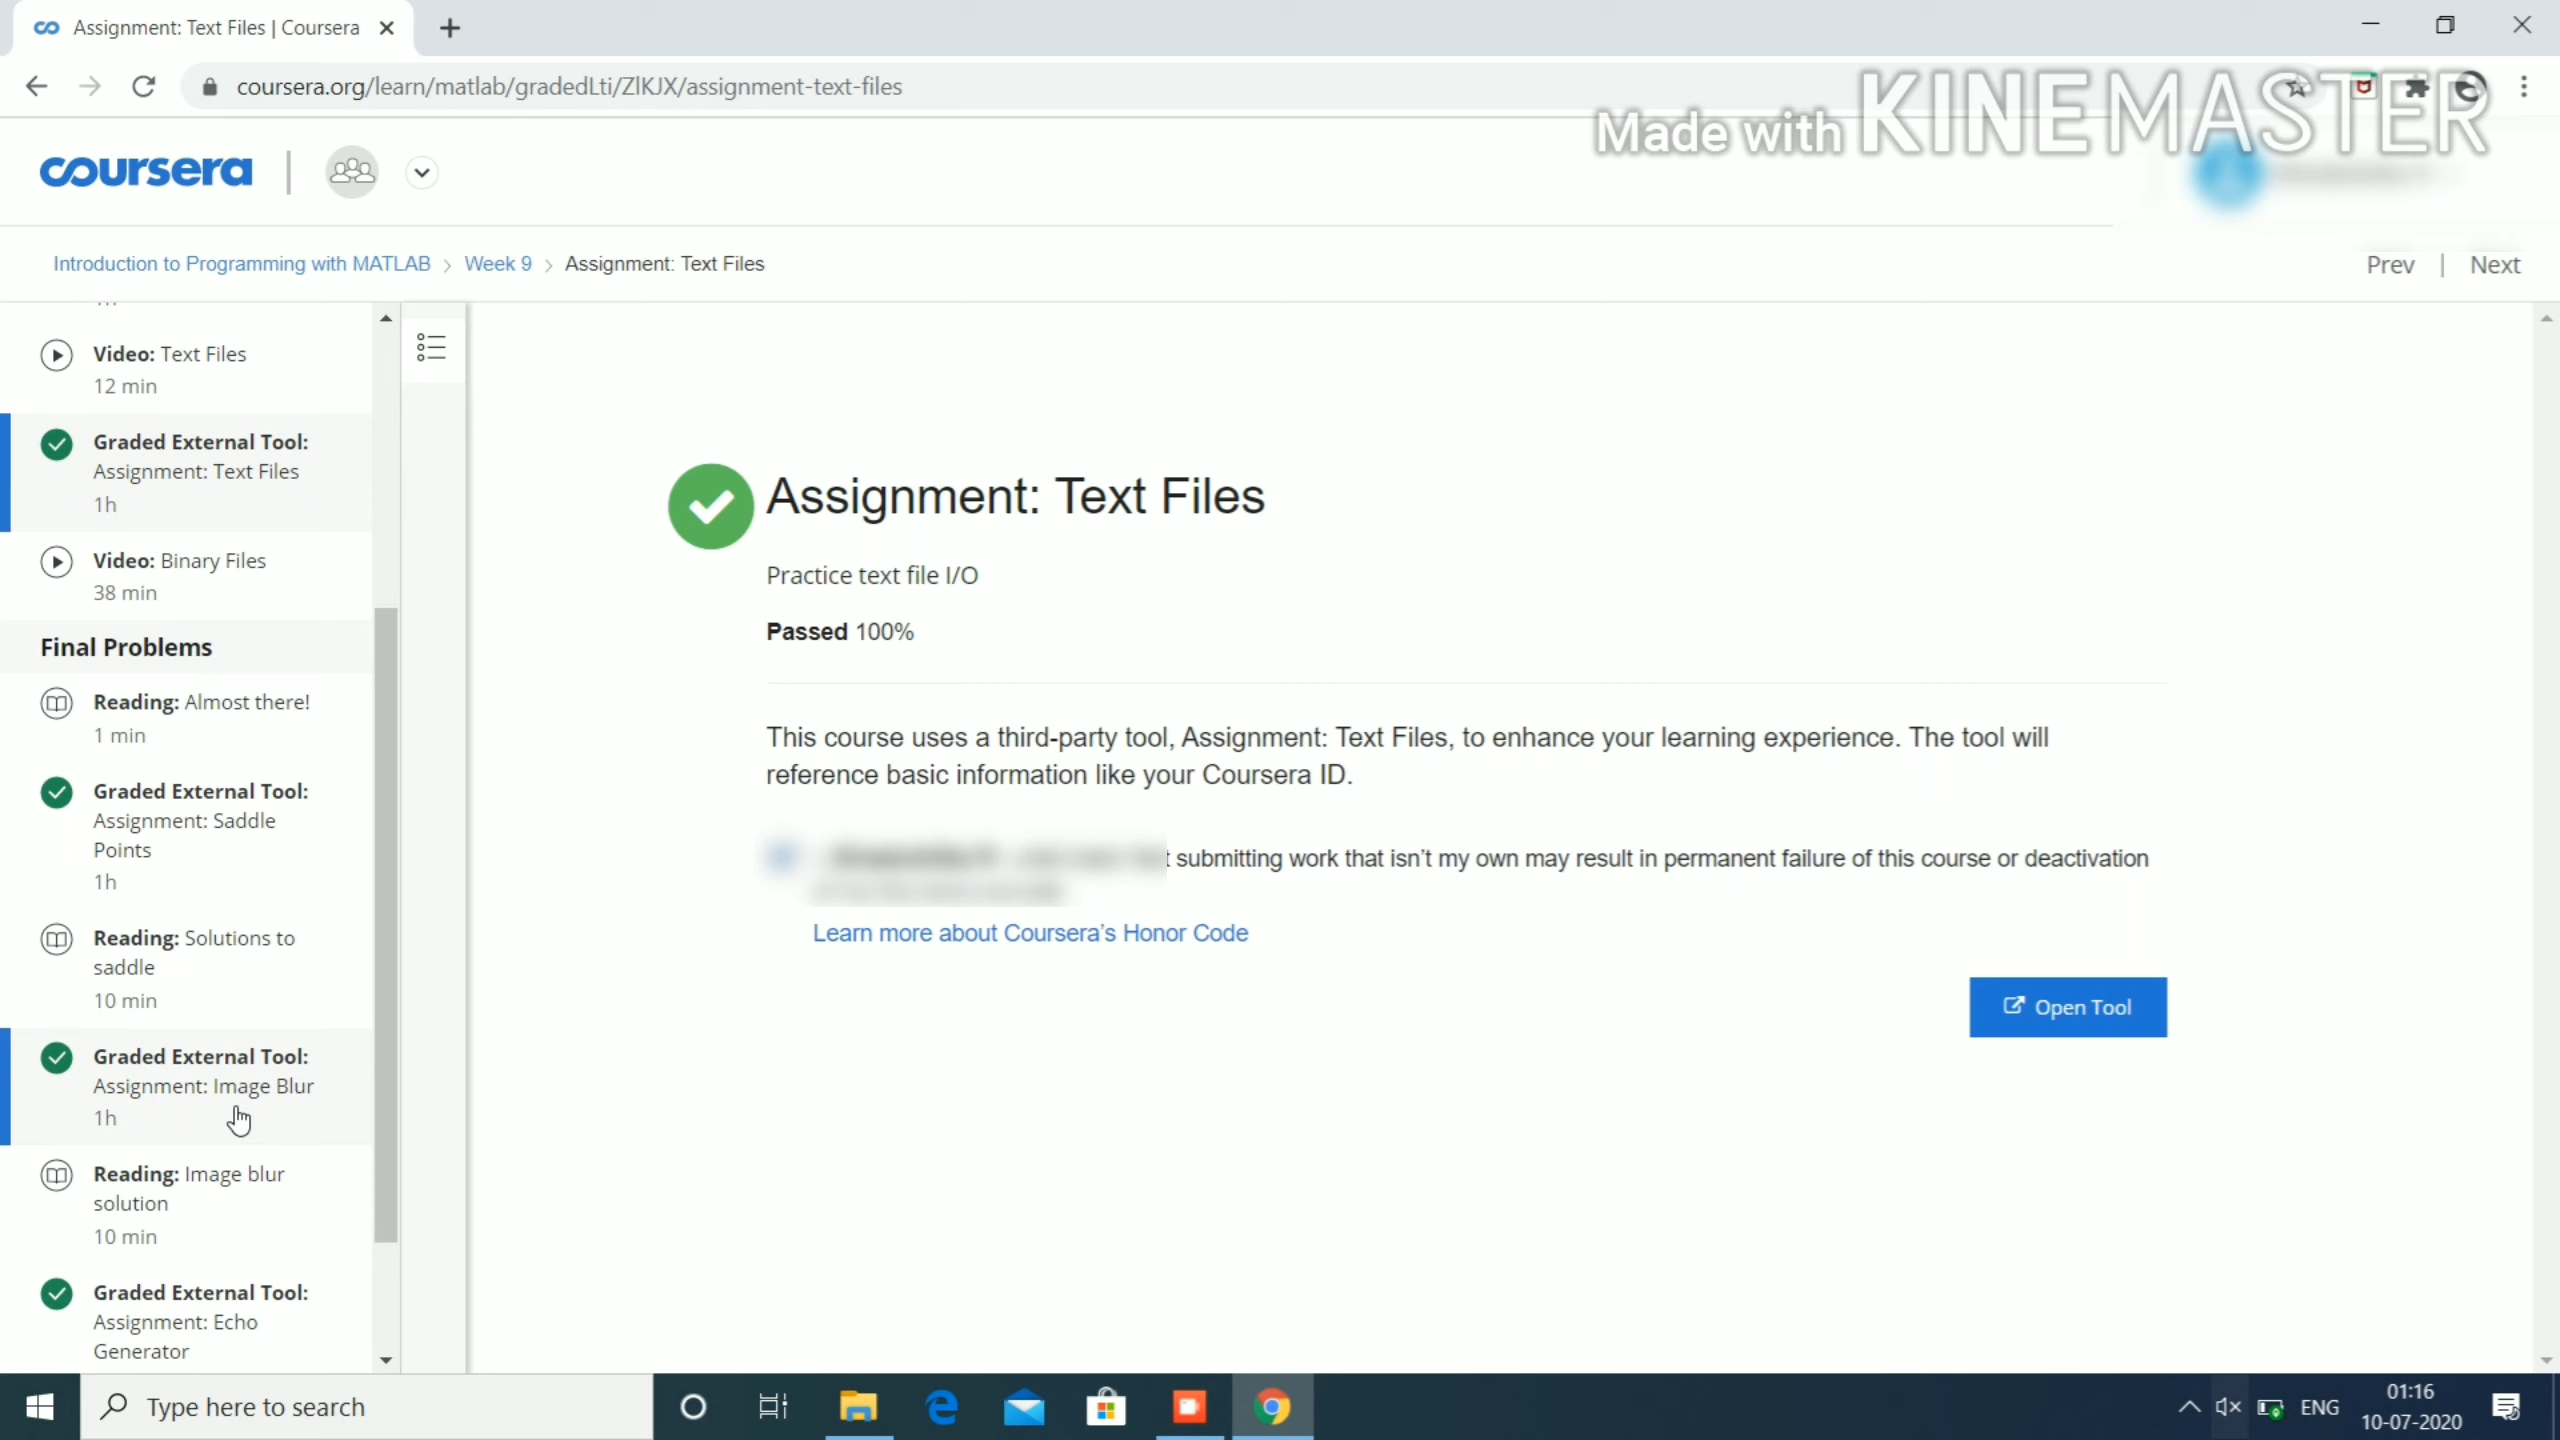 Assignment: Text Files | Coursera
coursera.org/learn/matlab/gradedLti/ZlKJX/assignment-text-files
Made with KINEMASTER
coursera
Introduction to Programming with MATLAB > Week 9 > Assignment: Text Files
Prev | Next
Video: Text Files
12 min
Graded External Tool:
Assignment: Text Files
1h
Video: Binary Files
38 min
Final Problems
Reading: Almost there!
1 min
Graded External Tool:
Assignment: Saddle
Points
1h
Reading: Solutions to
saddle
10 min
Graded External Tool:
Assignment: Image Blur
1h
Reading: Image blur
solution
10 min
Graded External Tool:
Assignment: Echo
Generator
Assignment: Text Files
Practice text file I/O
Passed 100%
This course uses a third-party tool, Assignment: Text Files, to enhance your learning experience. The tool will
reference basic information like your Coursera ID.
submitting work that isn't my own may result in permanent failure of this course or deactivation
Learn more about Coursera's Honor Code
Open Tool
Type here to search
ENG
01:16
10-07-2020